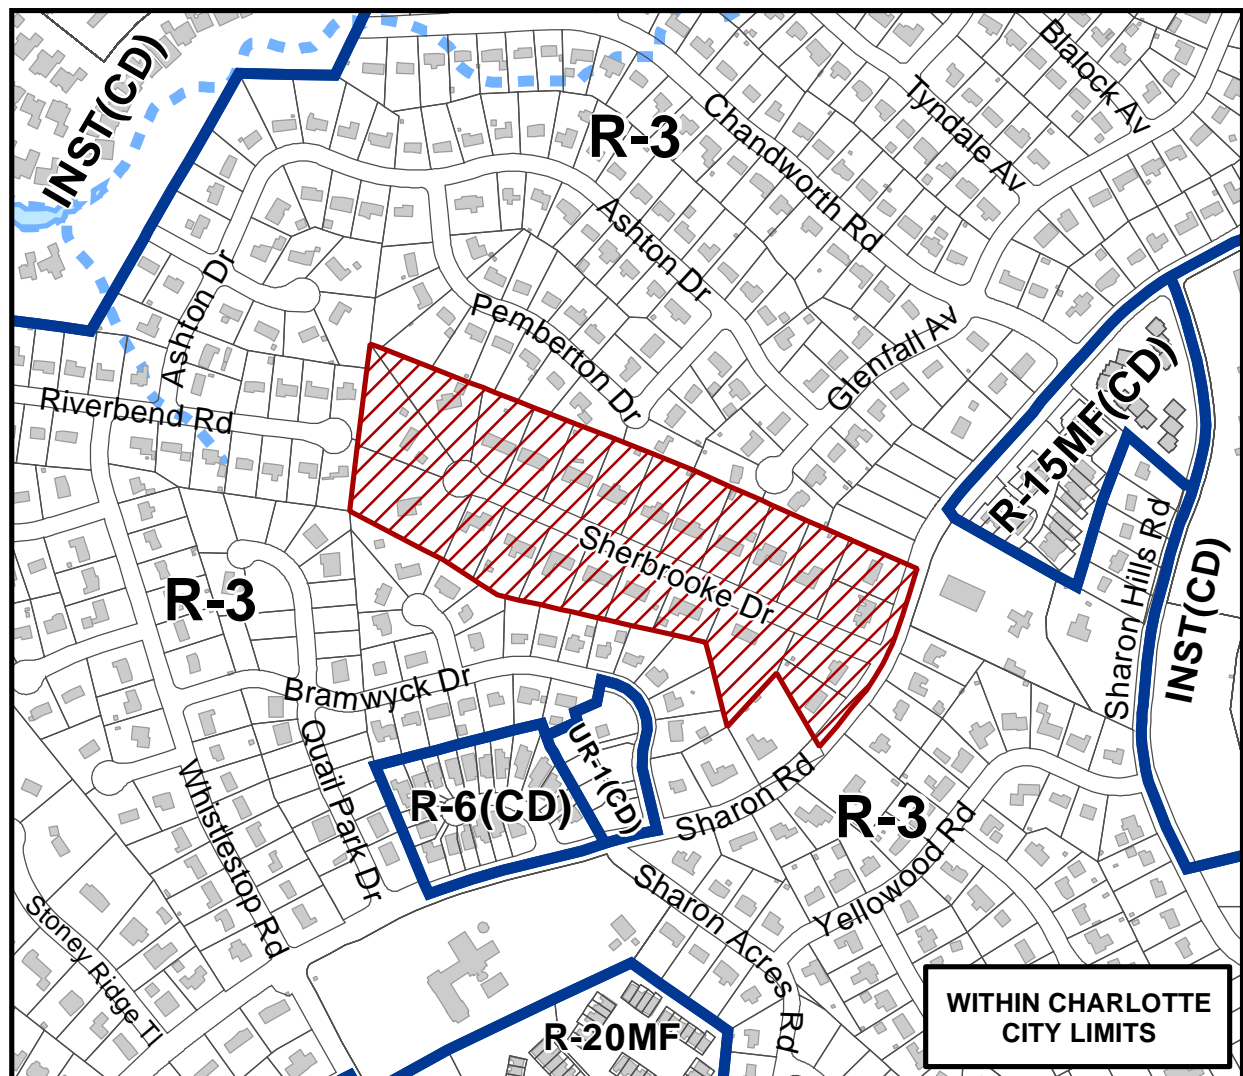 Blalock Av
INST(CD)
Tyndale Av
Chandworth Rd
R-3
Ashton Dr
Ashton Dr
Pemberton Dr
Glenfall Av
R-15MF(CD)
Riverbend Rd
Sharon Hills Rd
Sherbrooke Dr
INST(CD)
R-3
Bramwyck Dr
Quail Park Dr
UR-1(CD)
Whistlestop Rd
R-6(CD)
Sharon Rd
R-3
Yellowood Rd
Sharon Acres Rd
Stoney Ridge Tl
R-20MF
WITHIN CHARLOTTE
CITY LIMITS